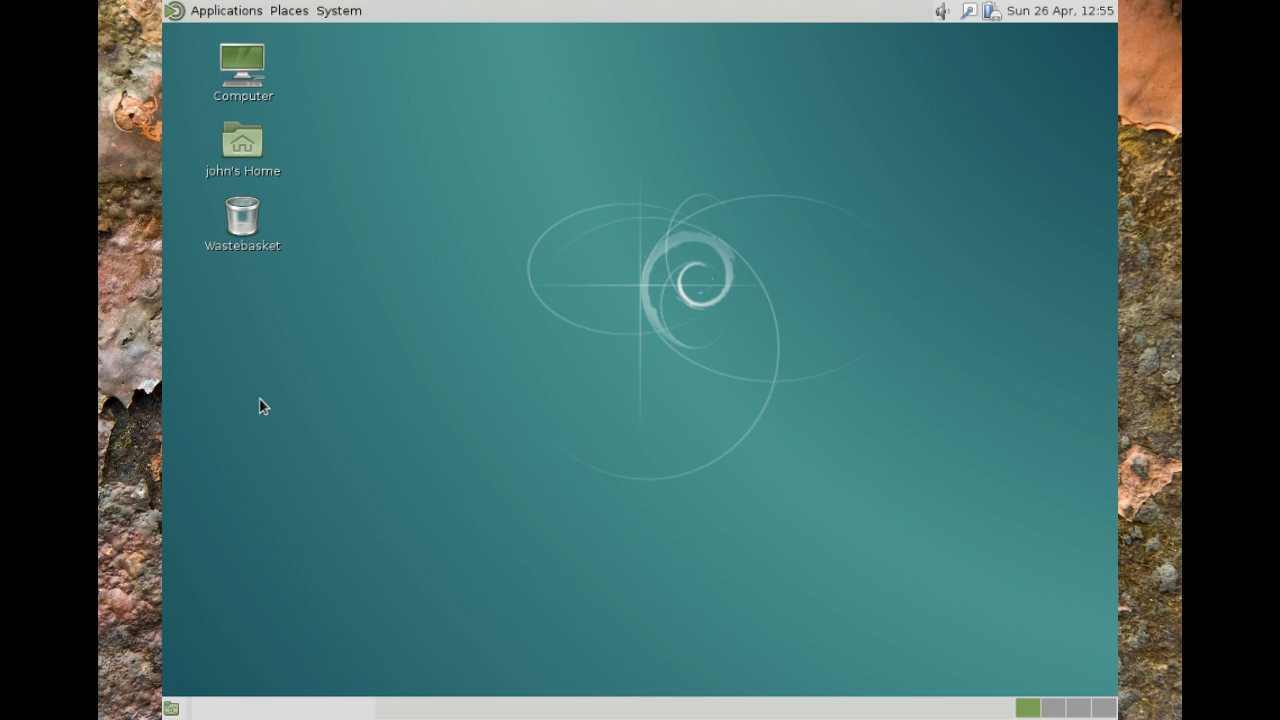 Applications Places System
Sun 26 Apr, 12:55
Computer
john's Home
Wastebasket